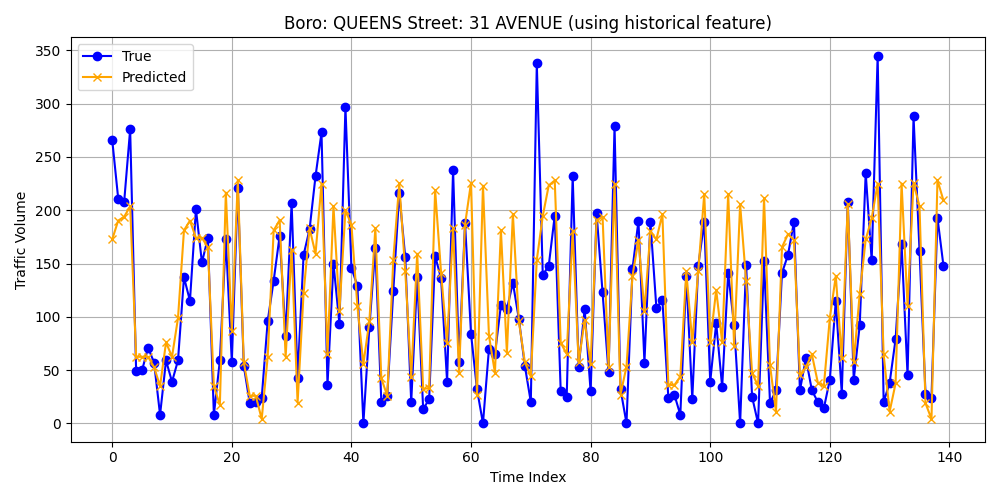 Boro: QUEENS Street: 31 AVENUE (using historical feature)
True
Predicted
Traffic Volume
350
300
250
200
150
100
50
0
0 20 40 60 80 100 120 140
Time Index